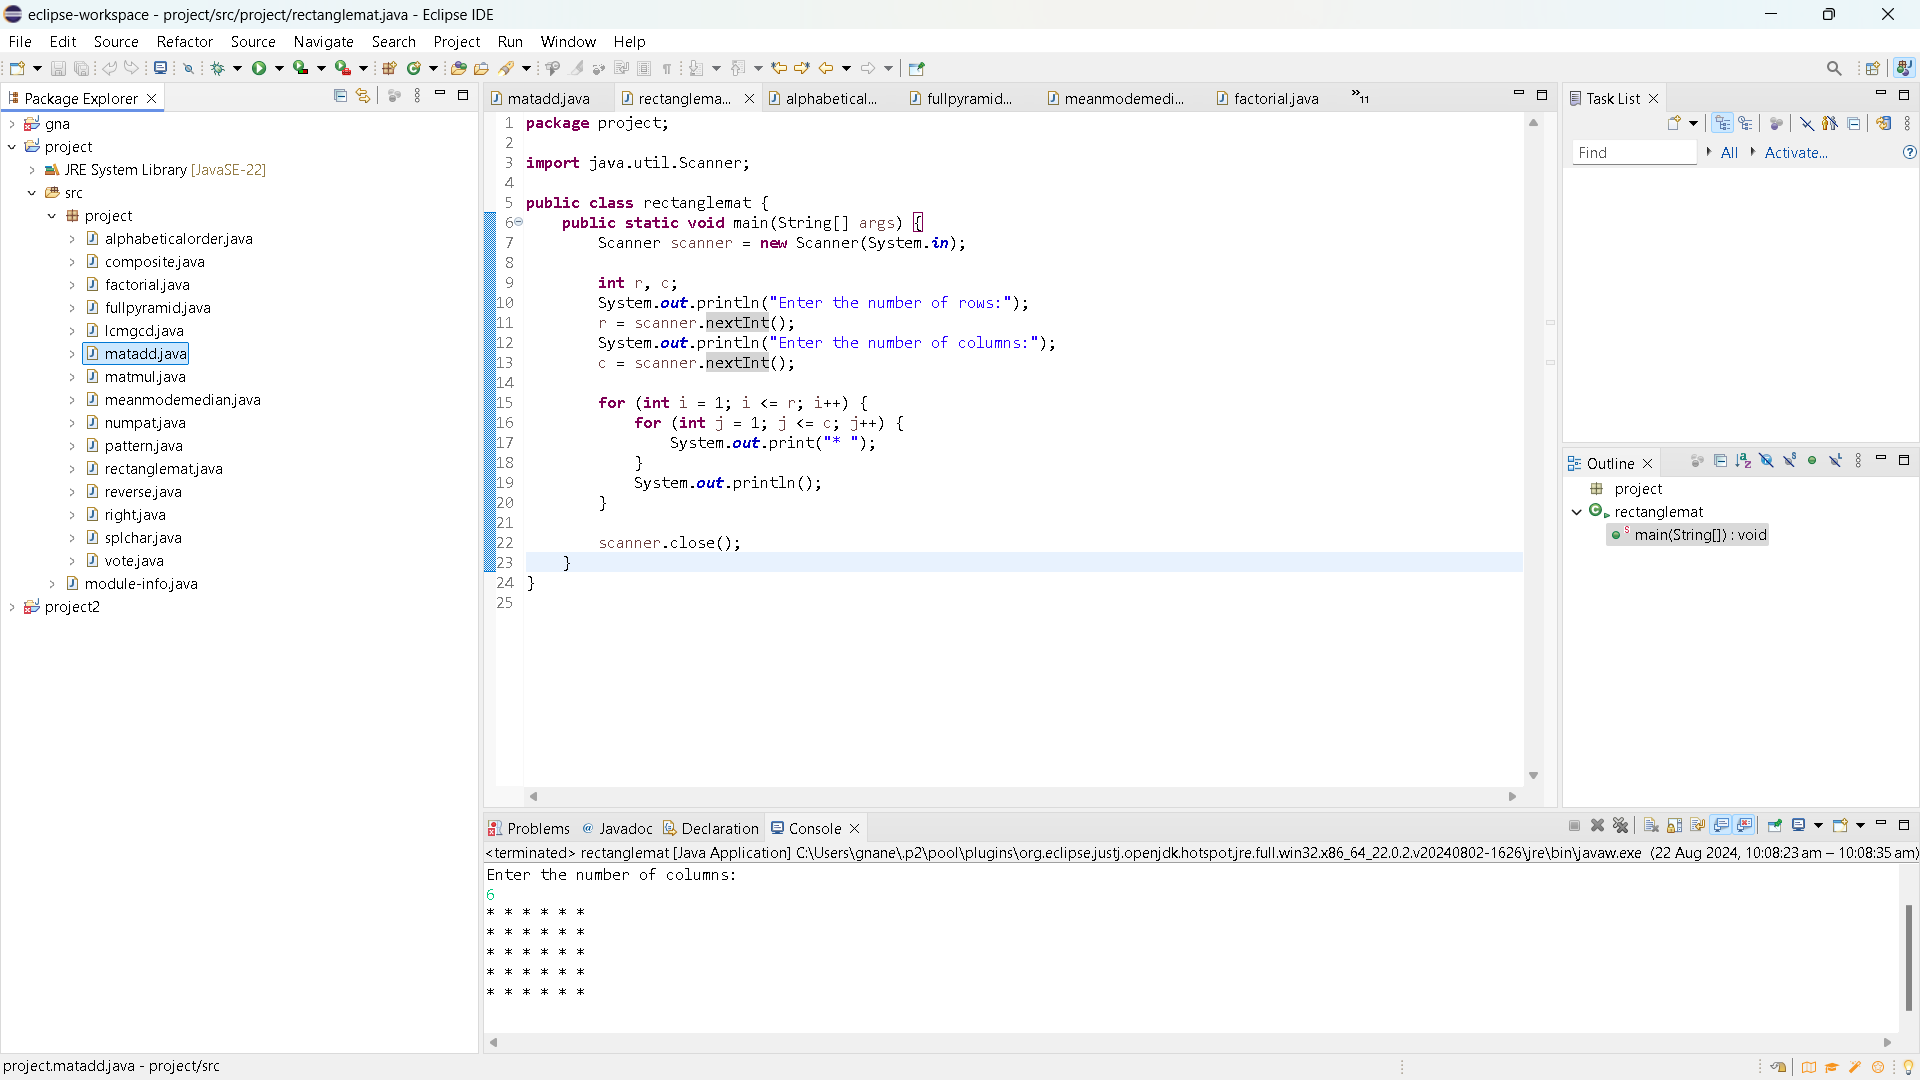 eclipse-workspace - project/src/project/rectanglemat.java - Eclipse IDE
File Edit Source Refactor Source Navigate Search Project Run Window Help
Package Explorer
gna
project
JRE System Library [JavaSE-22]
src
project
alphabeticalorder.java
composite.java
factorial.java
fullpyramid.java
lcmgcd.java
matadd.java
matmul.java
meanmodemedian.java
numpat.java
pattern.java
rectanglemat.java
reverse.java
right.java
splchar.java
vote.java
module-info.java
project2
matadd.java rectanglema... alphabetical... fullpyramid... meanmodemedi... factorial.java »11
1 package project;
2
3 import java.util.Scanner;
4
5 public class rectanglemat {
6 public static void main(String[] args) {
7 Scanner scanner = new Scanner(System.in);
8
9 int r, c;
10 System.out.println("Enter the number of rows:");
11 r = scanner.nextInt();
12 System.out.println("Enter the number of columns:");
13 c = scanner.nextInt();
14
15 for (int i = 1; i <= r; i++) {
16 for (int j = 1; j <= c; j++) {
17 System.out.print("* ");
18 }
19 System.out.println();
20 }
21
22 scanner.close();
23 }
24 }
25
Task List
Find All Activate...
Outline
project
rectanglemat
main(String[]) : void
Problems @ Javadoc Declaration Console
<terminated> rectanglemat [Java Application] C:\Users\gnane\.p2\pool\plugins\org.eclipse.justj.openjdk.hotspot.jre.full.win32.x86_64_22.0.2.v20240802-1626\jre\bin\javaw.exe (22 Aug 2024, 10:08:23 am – 10:08:35 am)
Enter the number of columns:
6
* * * * * *
* * * * * *
* * * * * *
* * * * * *
* * * * * *
project.matadd.java - project/src